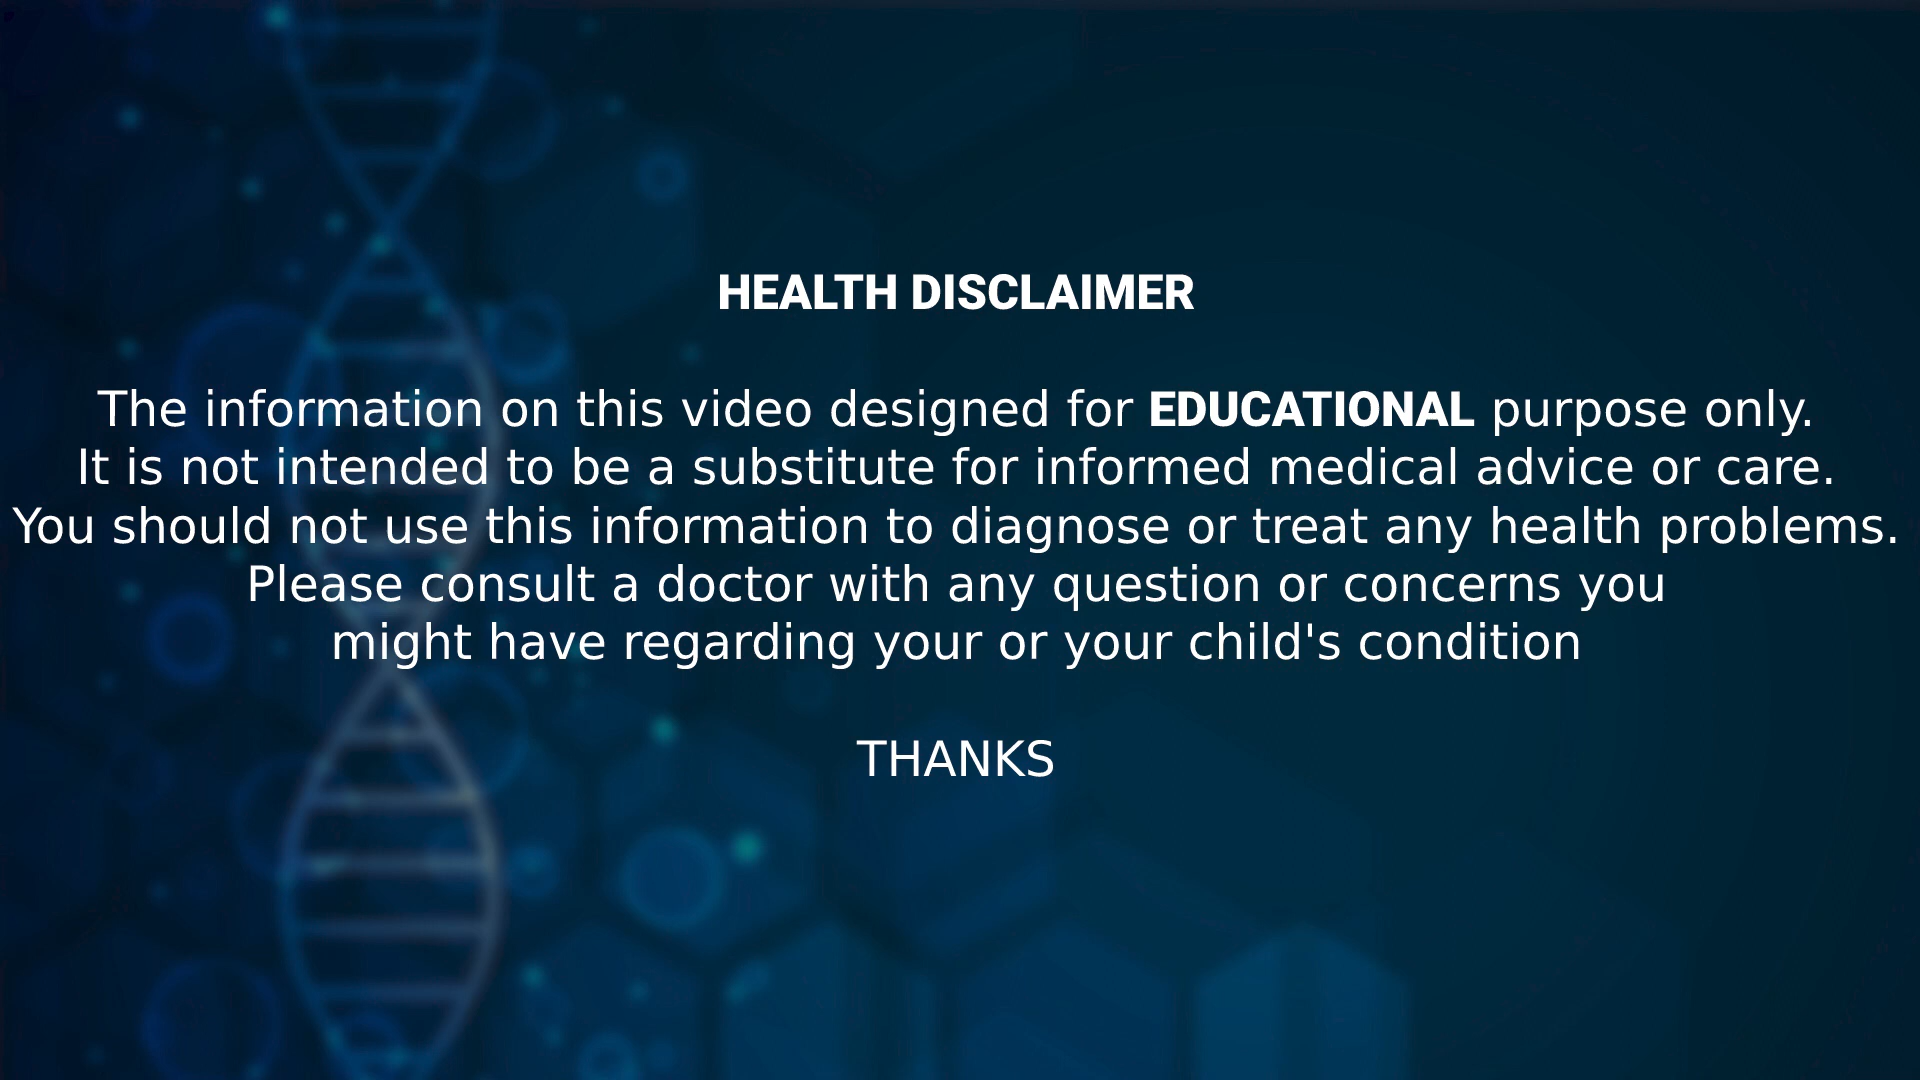 HEALTH DISCLAIMER
The information on this video designed for EDUCATIONAL purpose only.
It is not intended to be a substitute for informed medical advice or care.
You should not use this information to diagnose or treat any health problems.
Please consult a doctor with any question or concerns you
might have regarding your or your child's condition
THANKS